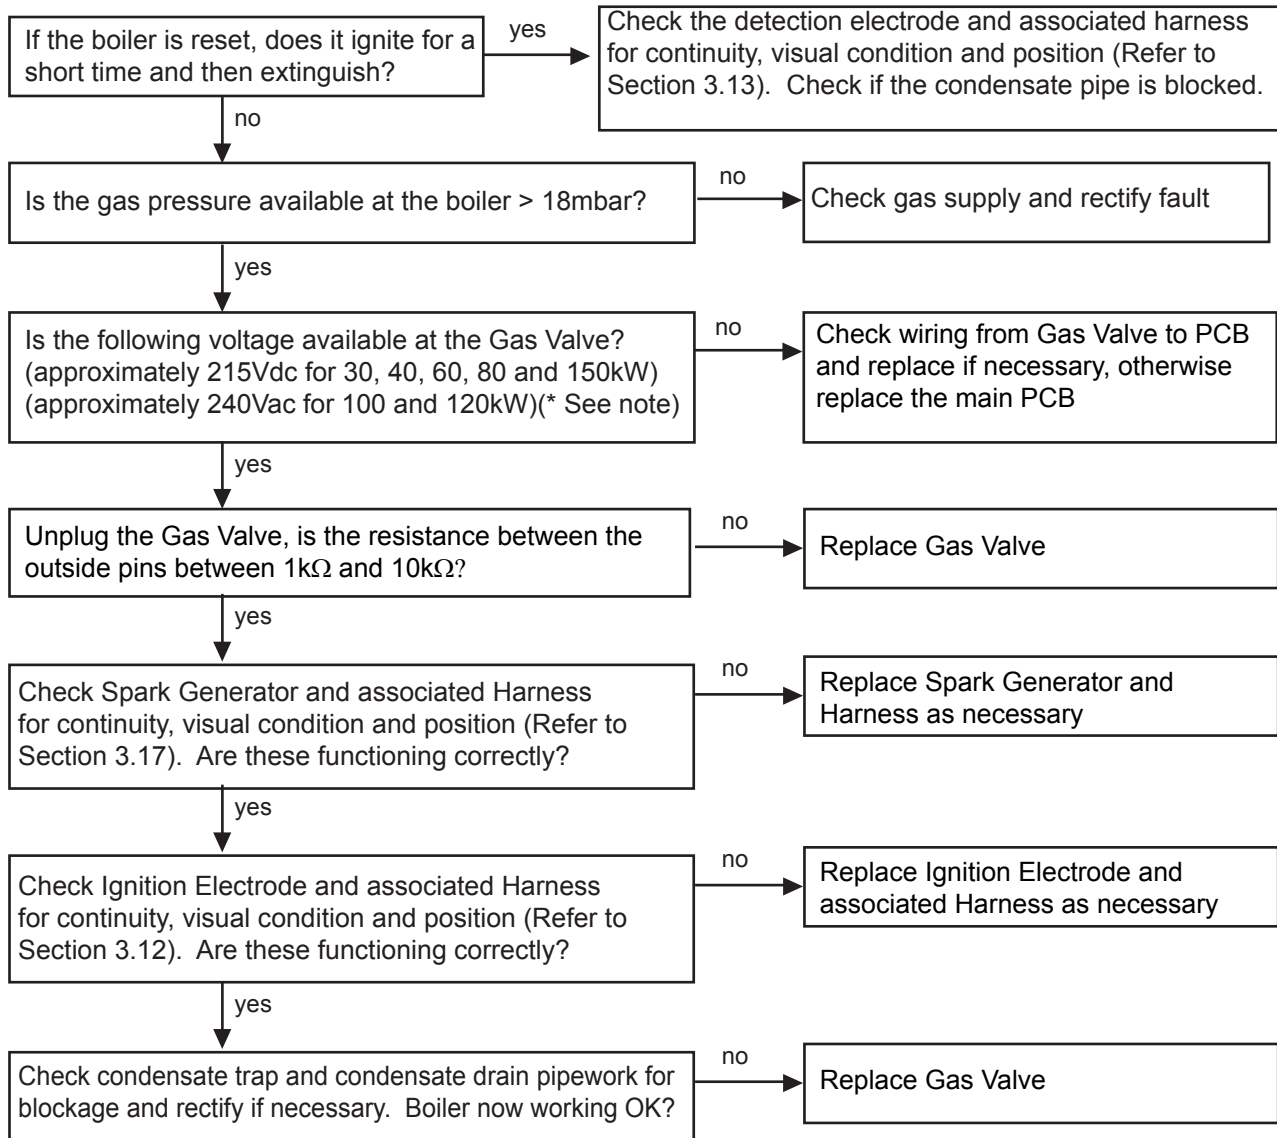 If the boiler is reset, does it ignite for a
short time and then extinguish?
yes
Check the detection electrode and associated harness
for continuity, visual condition and position (Refer to
Section 3.13).  Check if the condensate pipe is blocked.
no
Is the gas pressure available at the boiler > 18mbar?
no
Check gas supply and rectify fault
yes
Is the following voltage available at the Gas Valve?
(approximately 215Vdc for 30, 40, 60, 80 and 150kW)
(approximately 240Vac for 100 and 120kW)(* See note)
no
Check wiring from Gas Valve to PCB
and replace if necessary, otherwise
replace the main PCB
yes
Unplug the Gas Valve, is the resistance between the
outside pins between 1kΩ and 10kΩ?
no
Replace Gas Valve
yes
Check Spark Generator and associated Harness
for continuity, visual condition and position (Refer to
Section 3.17).  Are these functioning correctly?
no
Replace Spark Generator and
Harness as necessary
yes
Check Ignition Electrode and associated Harness
for continuity, visual condition and position (Refer to
Section 3.12).  Are these functioning correctly?
no
Replace Ignition Electrode and
associated Harness as necessary
yes
Check condensate trap and condensate drain pipework for
blockage and rectify if necessary.  Boiler now working OK?
no
Replace Gas Valve